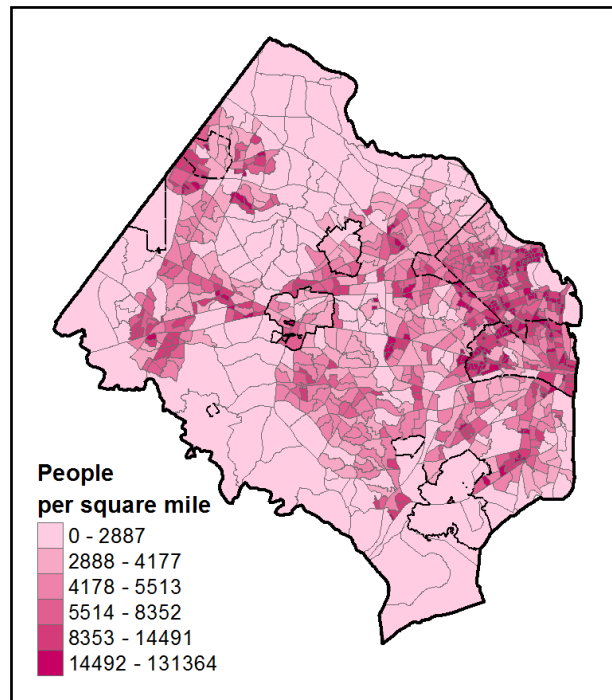 People
per square mile
0 - 2887
2888 - 4177
4178 - 5513
5514 - 8352
8353 - 14491
14492 - 131364